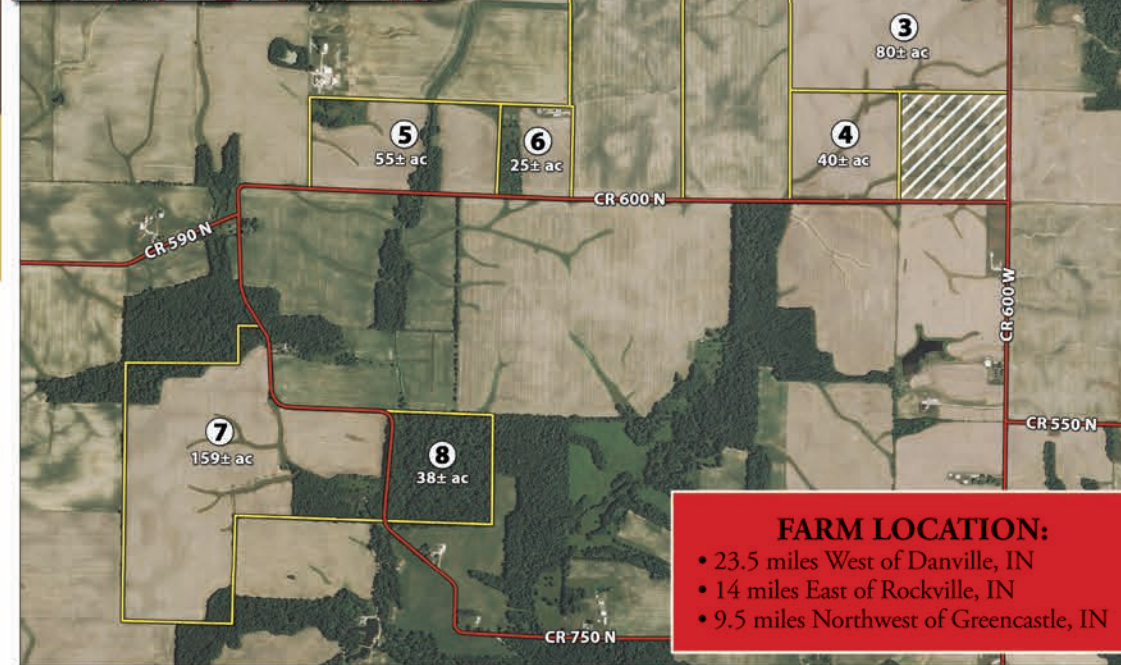 3
80± ac
5
55± ac
6
25± ac
4
40± ac
CR 600 N
CR 590 N
CR 600 W
7
159± ac
8
38± ac
CR 550 N
CR 750 N
FARM LOCATION:
• 23.5 miles West of Danville, IN
• 14 miles East of Rockville, IN
• 9.5 miles Northwest of Greencastle, IN